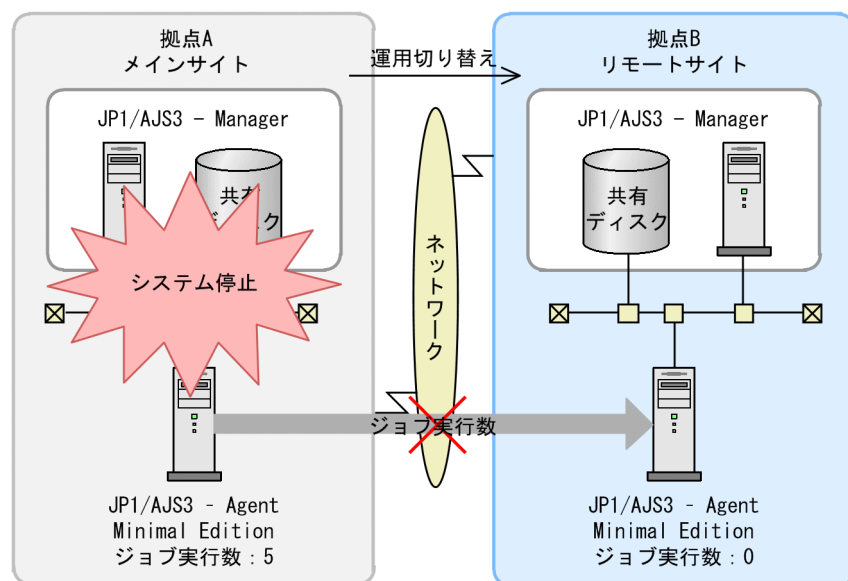 拠点A
メインサイト
JP1/AJS3 - Manager
共有
ディスク
システム停止
JP1/AJS3 - Agent
Minimal Edition
ジョブ実行数:5
運用切り替え
ネットワーク
ジョブ実行数
拠点B
リモートサイト
JP1/AJS3 - Manager
共有
ディスク
JP1/AJS3 - Agent
Minimal Edition
ジョブ実行数:0